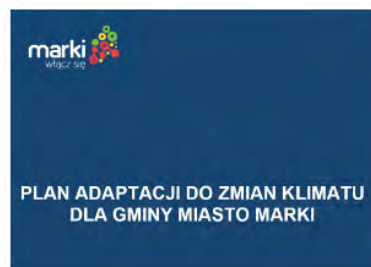 marki
włącz się
PLAN ADAPTACJI DO ZMIAN KLIMATU
DLA GMINY MIASTO MARKI